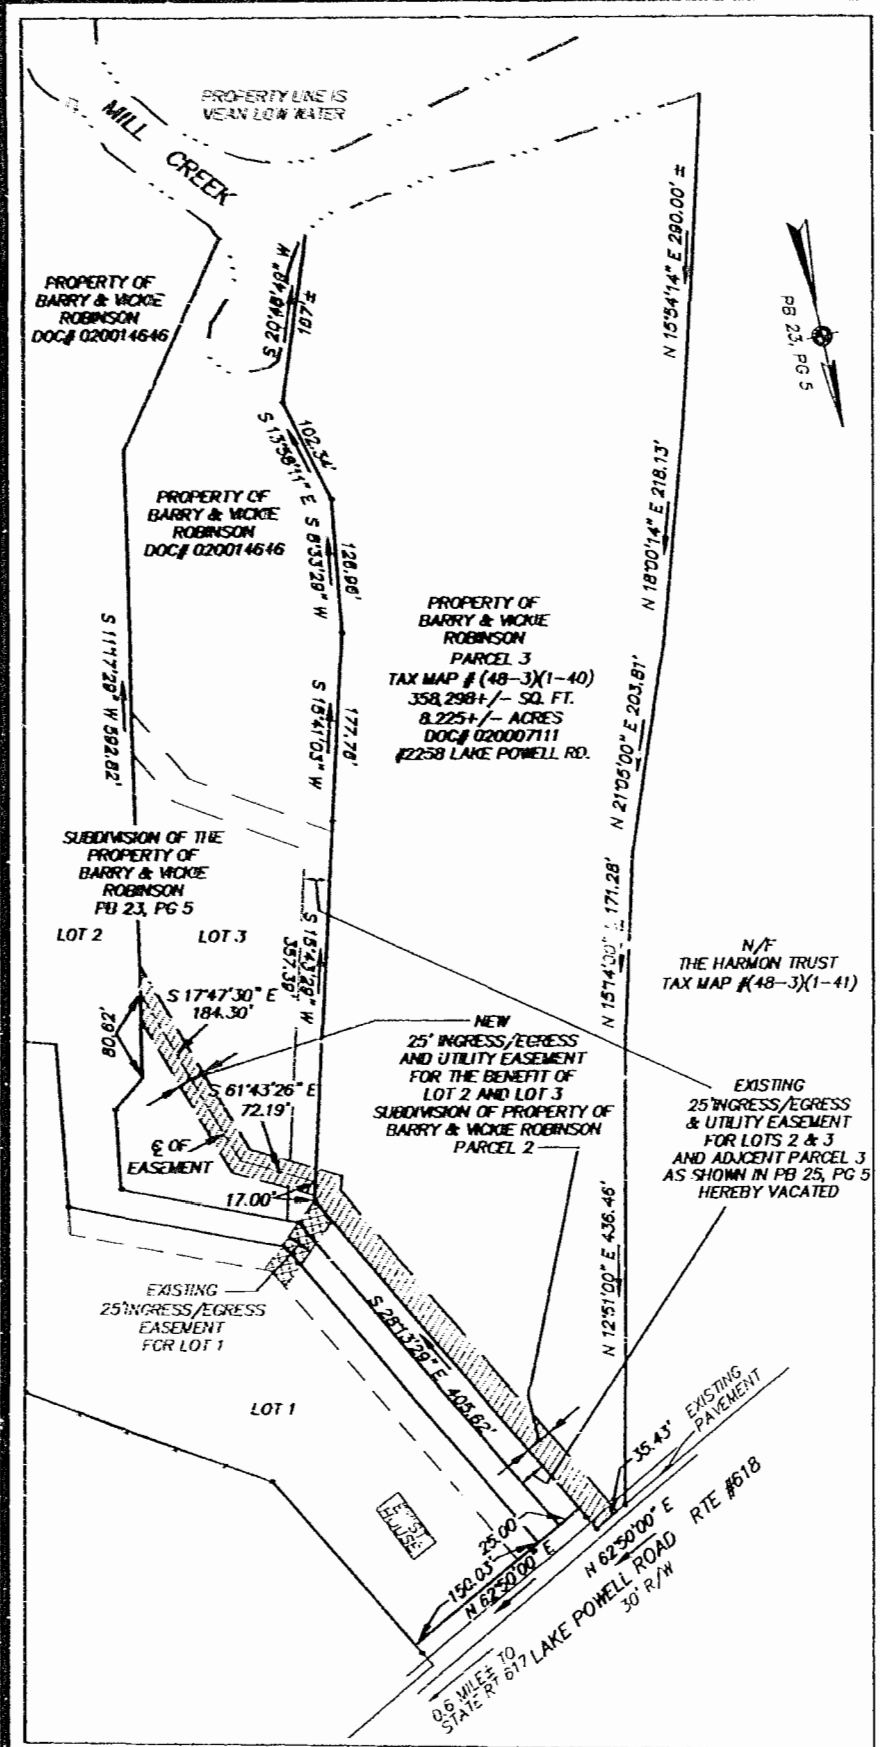 PROPERTY LINE IS
MEAN LOW WATER
MILL CREEK
PROPERTY OF
BARRY & VICKIE
ROBINSON
DOC# 020014646
S 20°48'49" W
187'±
N 15°54'14" E 290.00' ±
PB 23, PG 5
102.34'
S 13°58'11" E
PROPERTY OF
BARRY & VICKIE
ROBINSON
DOC# 020014646
S 8°33'29" W
126.96'
N 18°00'14" E 218.13'
PROPERTY OF
BARRY & VICKIE
ROBINSON
PARCEL 3
TAX MAP # (48-3)(1-40)
358,298+/- SQ. FT.
8.225+/- ACRES
DOC# 020007111
#2258 LAKE POWELL RD.
S 11°17'29" W 592.82'
S 15°41'03" W
177.78'
N 21°05'00" E 203.81'
SUBDIVISION OF THE
PROPERTY OF
BARRY & VICKIE
ROBINSON
PB 23, PG 5
LOT 2
LOT 3
S 15°43'29" W
357.39'
N 15°14'00" E 171.28'
N/F
THE HARMON TRUST
TAX MAP #(48-3)(1-41)
S 17°47'30" E
184.30'
80.62'
NEW
25' INGRESS/EGRESS
AND UTILITY EASEMENT
FOR THE BENEFIT OF
LOT 2 AND LOT 3
SUBDIVISION OF PROPERTY OF
BARRY & VICKIE ROBINSON
PARCEL 2
S 61°43'26" E
72.19'
EXISTING
25'INGRESS/EGRESS
& UTILITY EASEMENT
FOR LOTS 2 & 3
AND ADJCENT PARCEL 3
AS SHOWN IN PB 25, PG 5
HEREBY VACATED
℄ OF
EASEMENT
17.00'
N 12°51'00" E 436.46'
EXISTING
25'INGRESS/EGRESS
EASEMENT
FOR LOT 1
S 28°13'29" E 405.62'
LOT 1
EXISTING
PAVEMENT
35.43'
EXIST.
HOUSE
25.00'
150.03'
N 62°50'00" E
N 62°50'00" E
LAKE POWELL ROAD RTE #618
30' R/W
0.6 MILE± TO
STATE RT 617